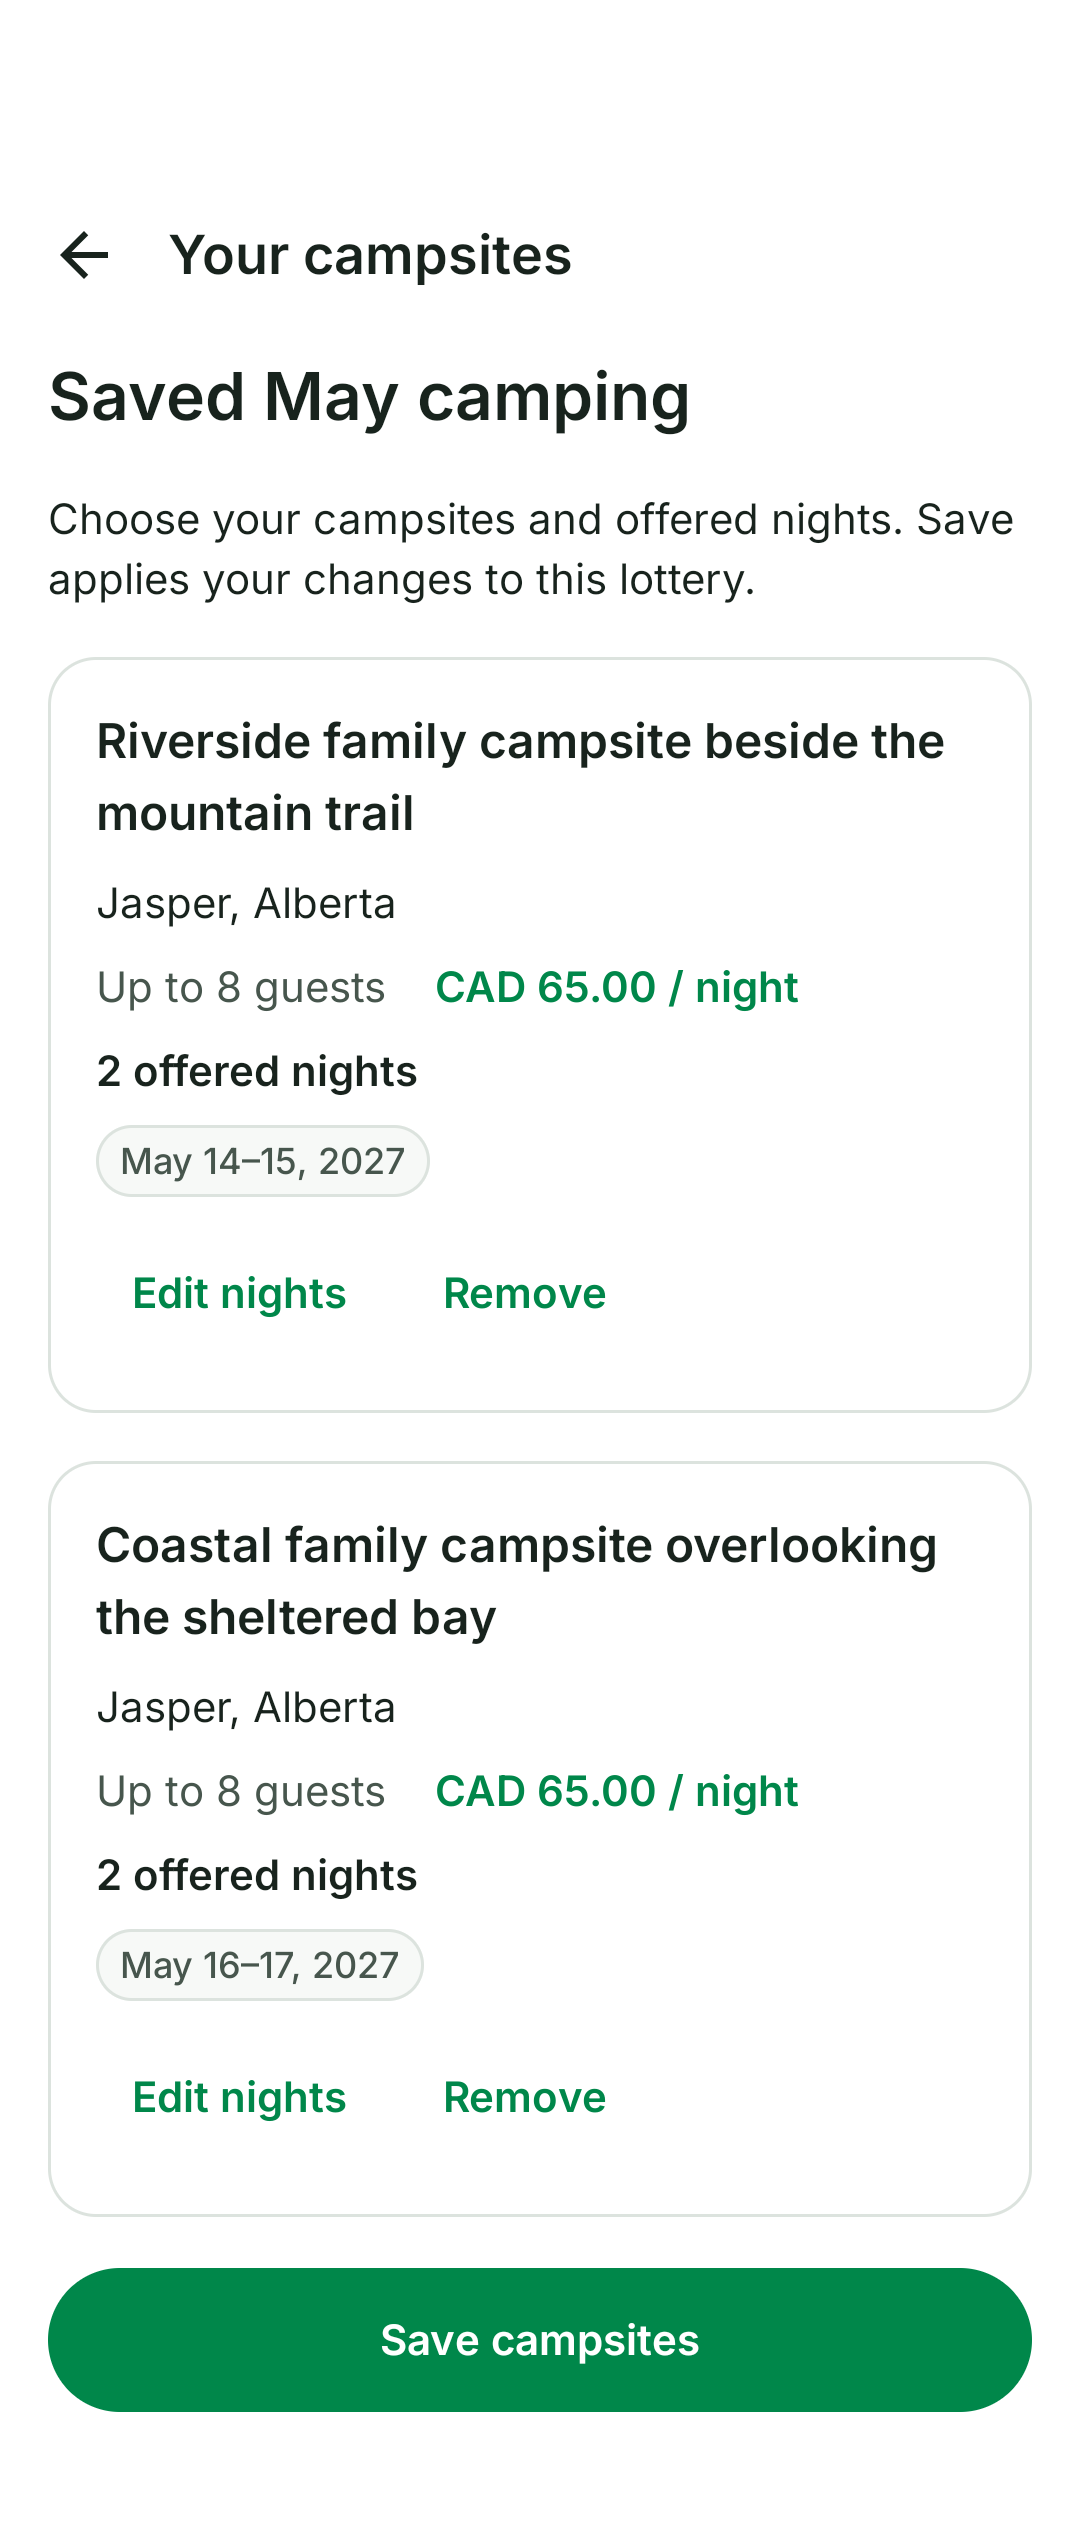 Your campsites
Saved May camping
Choose your campsites and offered nights. Save
applies your changes to this lottery.
Riverside family campsite beside the
mountain trail
Jasper, Alberta
Up to 8 guests CAD 65.00 / night
2 offered nights
May 14–15, 2027
Edit nights Remove
Coastal family campsite overlooking
the sheltered bay
Jasper, Alberta
Up to 8 guests CAD 65.00 / night
2 offered nights
May 16–17, 2027
Edit nights Remove
Save campsites